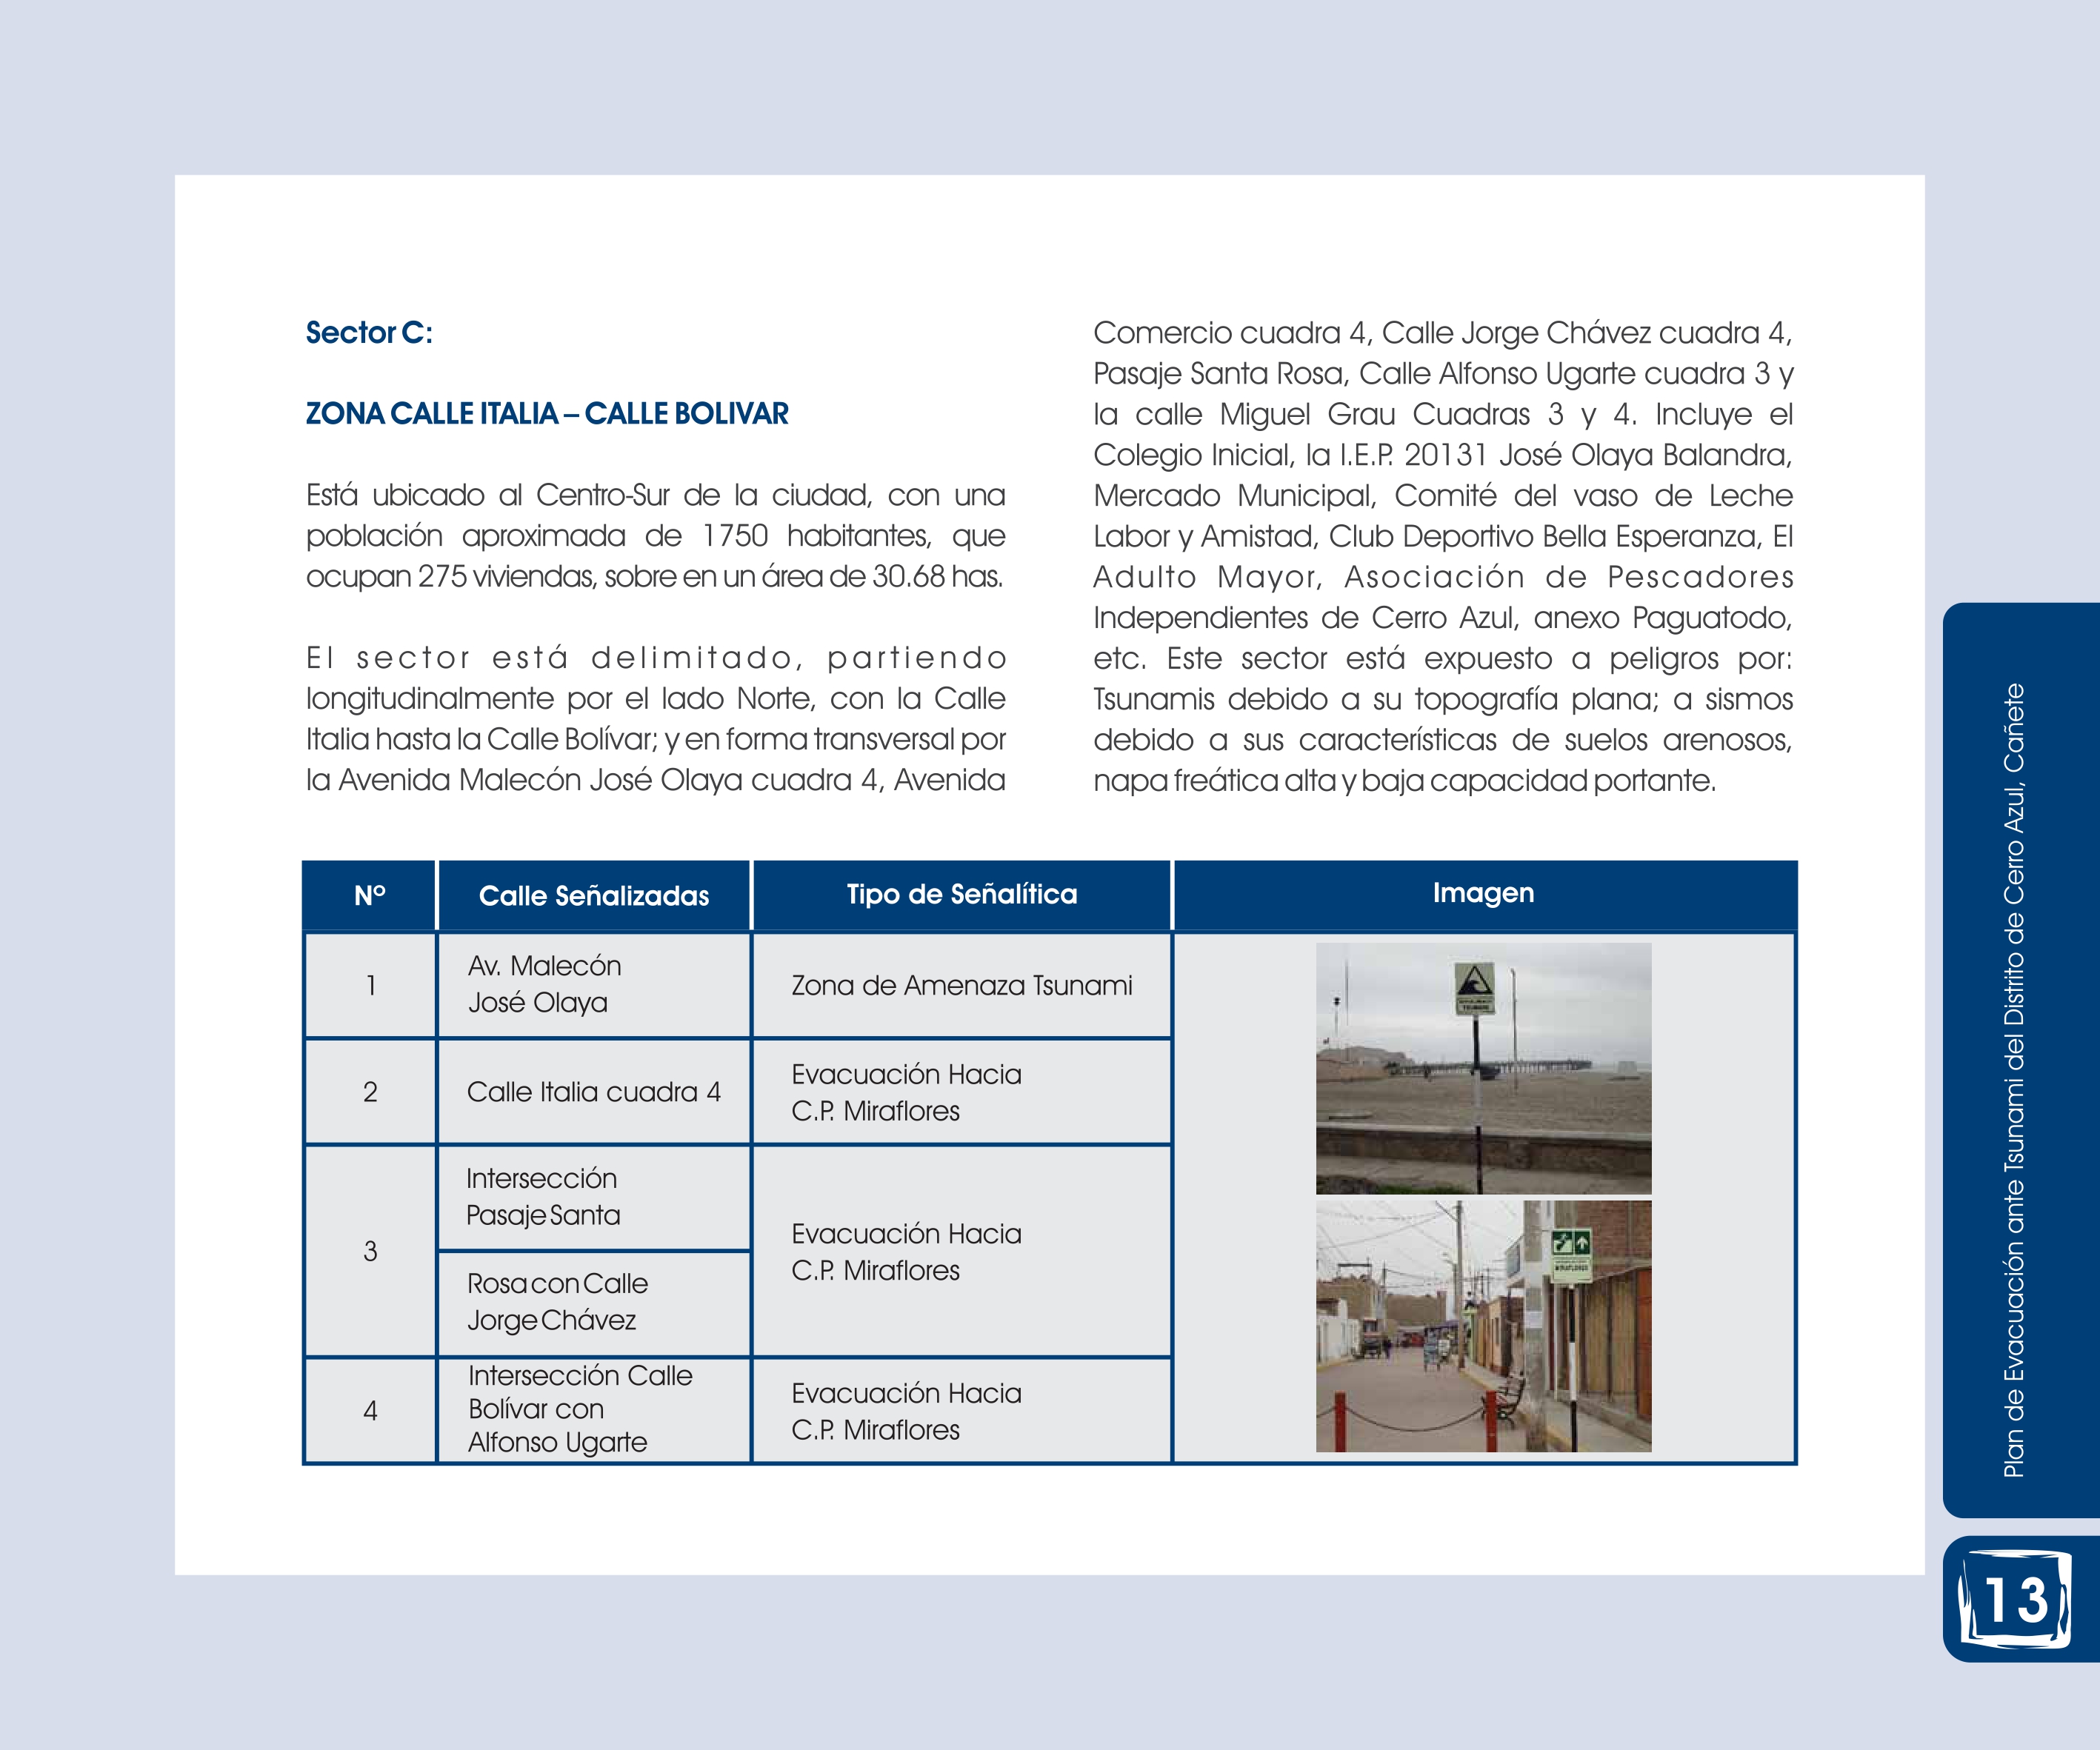 Sector C:
ZONA CALLE ITALIA – CALLE BOLIVAR
Está ubicado al Centro-Sur de la ciudad, con una
población aproximada de 1750 habitantes, que
ocupan 275 viviendas, sobre en un área de 30.68 has.
El sector está delimitado, partiendo
longitudinalmente por el lado Norte, con la Calle
Italia hasta la Calle Bolívar; y en forma transversal por
la Avenida Malecón José Olaya cuadra 4, Avenida
Comercio cuadra 4, Calle Jorge Chávez cuadra 4,
Pasaje Santa Rosa, Calle Alfonso Ugarte cuadra 3 y
la calle Miguel Grau Cuadras 3 y 4. Incluye el
Colegio Inicial, la I.E.P. 20131 José Olaya Balandra,
Mercado Municipal, Comité del vaso de Leche
Labor y Amistad, Club Deportivo Bella Esperanza, El
Adulto Mayor, Asociación de Pescadores
Independientes de Cerro Azul, anexo Paguatodo,
etc. Este sector está expuesto a peligros por:
Tsunamis debido a su topografía plana; a sismos
debido a sus características de suelos arenosos,
napa freática alta y baja capacidad portante.
Nº Calle Señalizadas Tipo de Señalítica Imagen
1
Av. Malecón
José Olaya
Zona de Amenaza Tsunami
2
Calle Italia cuadra 4
Evacuación Hacia
C.P. Miraflores
3
Intersección
Pasaje Santa
Rosa con Calle
Jorge Chávez
Evacuación Hacia
C.P. Miraflores
4
Intersección Calle
Bolívar con
Alfonso Ugarte
Evacuación Hacia
C.P. Miraflores
TSUNAMI
MIRAFLORES
Plan de Evacuación ante Tsunami del Distrito de Cerro Azul, Cañete
13